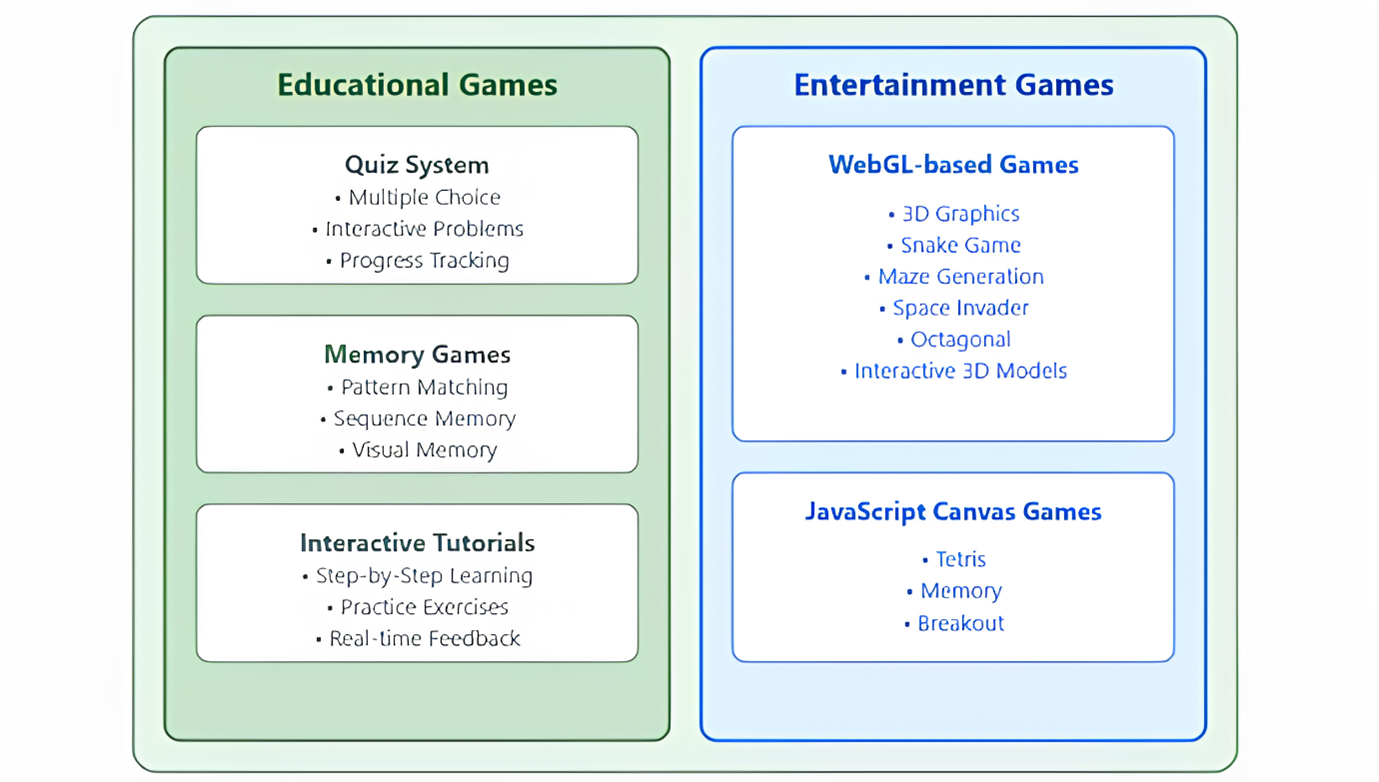 Educational Games
Quiz System
• Multiple Choice
• Interactive Problems
• Progress Tracking
Memory Games
• Pattern Matching
• Sequence Memory
• Visual Memory
Interactive Tutorials
• Step-by-Step Learning
• Practice Exercises
• Real-time Feedback
Entertainment Games
WebGL-based Games
• 3D Graphics
• Snake Game
• Maze Generation
• Space Invader
• Octagonal
• Interactive 3D Models
JavaScript Canvas Games
• Tetris
• Memory
• Breakout